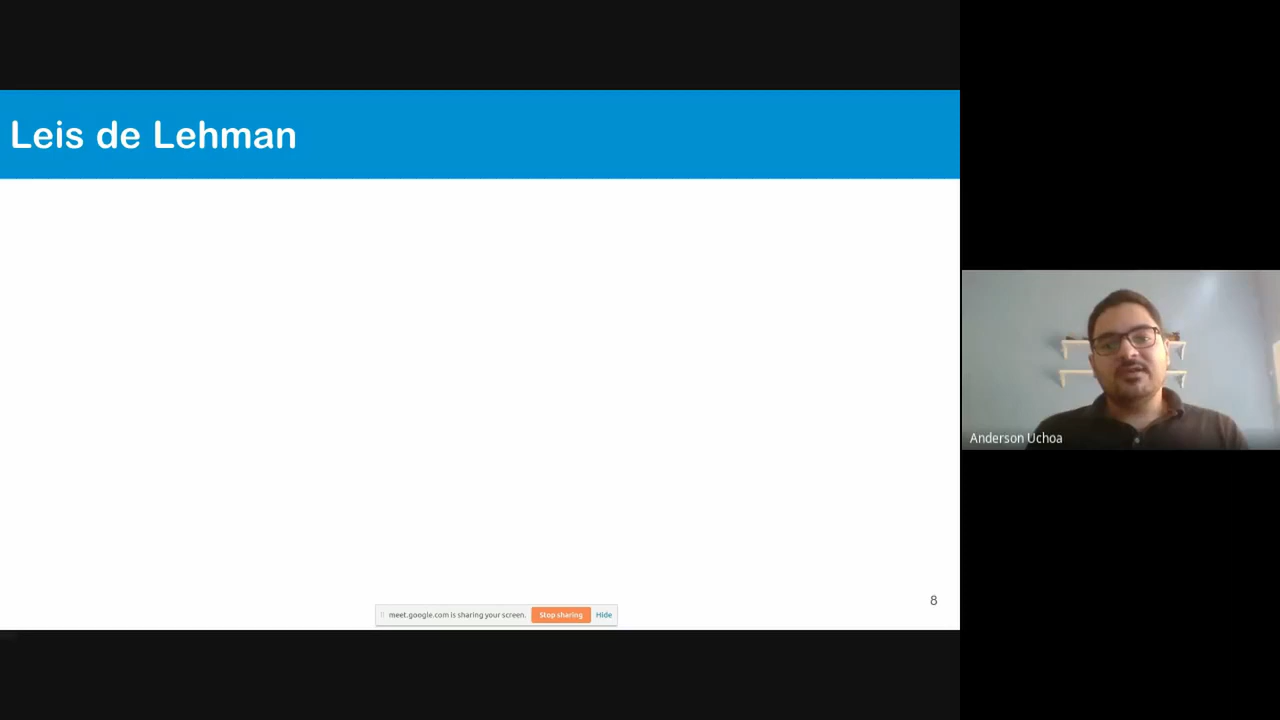 Leis de Lehman
Anderson Uchoa
8
meet.google.com is sharing your screen. Stop sharing Hide